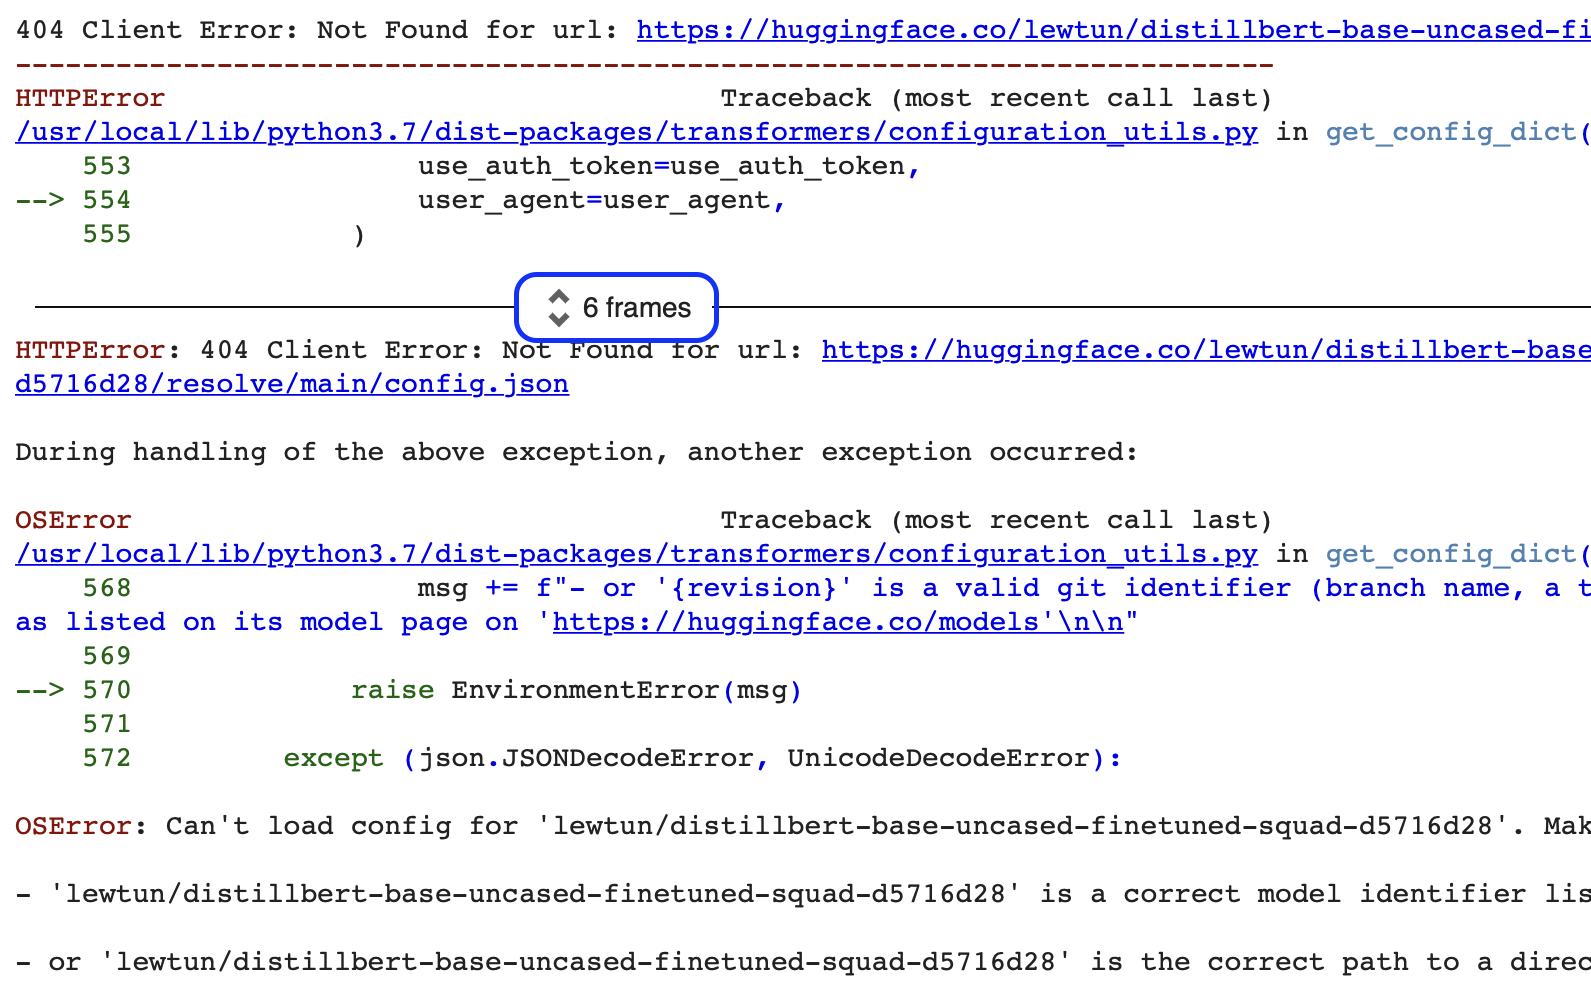 404 Client Error: Not Found for url: https://huggingface.co/lewtun/distillbert-base-uncased-fi
---------------------------------------------------------------------------
HTTPError                                 Traceback (most recent call last)
/usr/local/lib/python3.7/dist-packages/transformers/configuration_utils.py in get_config_dict(
    553                 use_auth_token=use_auth_token,
--> 554                 user_agent=user_agent,
    555             )
6 frames
HTTPError: 404 Client Error: Not Found for url: https://huggingface.co/lewtun/distillbert-base
d5716d28/resolve/main/config.json
During handling of the above exception, another exception occurred:
OSError                                   Traceback (most recent call last)
/usr/local/lib/python3.7/dist-packages/transformers/configuration_utils.py in get_config_dict(
    568                 msg += f"- or '{revision}' is a valid git identifier (branch name, a t
as listed on its model page on 'https://huggingface.co/models'\n\n"
    569
--> 570             raise EnvironmentError(msg)
    571
    572         except (json.JSONDecodeError, UnicodeDecodeError):
OSError: Can't load config for 'lewtun/distillbert-base-uncased-finetuned-squad-d5716d28'. Mak
- 'lewtun/distillbert-base-uncased-finetuned-squad-d5716d28' is a correct model identifier lis
- or 'lewtun/distillbert-base-uncased-finetuned-squad-d5716d28' is the correct path to a direc